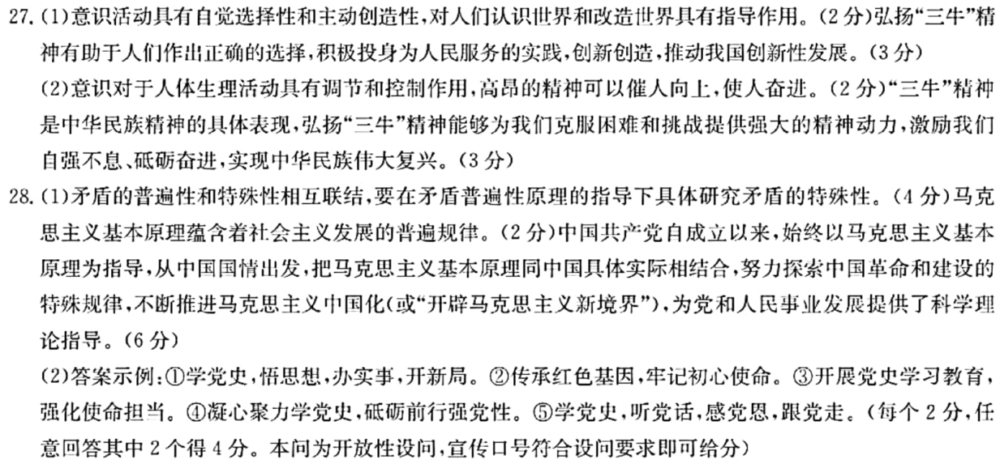 27. (1)意识活动具有自觉选择性和主动创造性,对人们认识世界和改造世界具有指导作用。(2分)弘扬“三牛”精
神有助于人们作出正确的选择,积极投身为人民服务的实践,创新创造,推动我国创新性发展。(3分)
(2)意识对于人体生理活动具有调节和控制作用,高昂的精神可以催人向上,使人奋进。(2分)“三牛”精神
是中华民族精神的具体表现,弘扬“三牛”精神能够为我们克服困难和挑战提供强大的精神动力,激励我们
自强不息、砥砺奋进,实现中华民族伟大复兴。(3分)
28. (1)矛盾的普遍性和特殊性相互联结,要在矛盾普遍性原理的指导下具体研究矛盾的特殊性。(4分)马克
思主义基本原理蕴含着社会主义发展的普遍规律。(2分)中国共产党自成立以来,始终以马克思主义基本
原理为指导,从中国国情出发,把马克思主义基本原理同中国具体实际相结合,努力探索中国革命和建设的
特殊规律,不断推进马克思主义中国化(或“开辟马克思主义新境界”),为党和人民事业发展提供了科学理
论指导。(6分)
(2)答案示例:①学党史,悟思想,办实事,开新局。②传承红色基因,牢记初心使命。③开展党史学习教育,
强化使命担当。④凝心聚力学党史,砥砺前行强党性。⑤学党史,听党话,感党恩,跟党走。(每个2分,任
意回答其中2个得4分。本问为开放性设问,宣传口号符合设问要求即可给分)